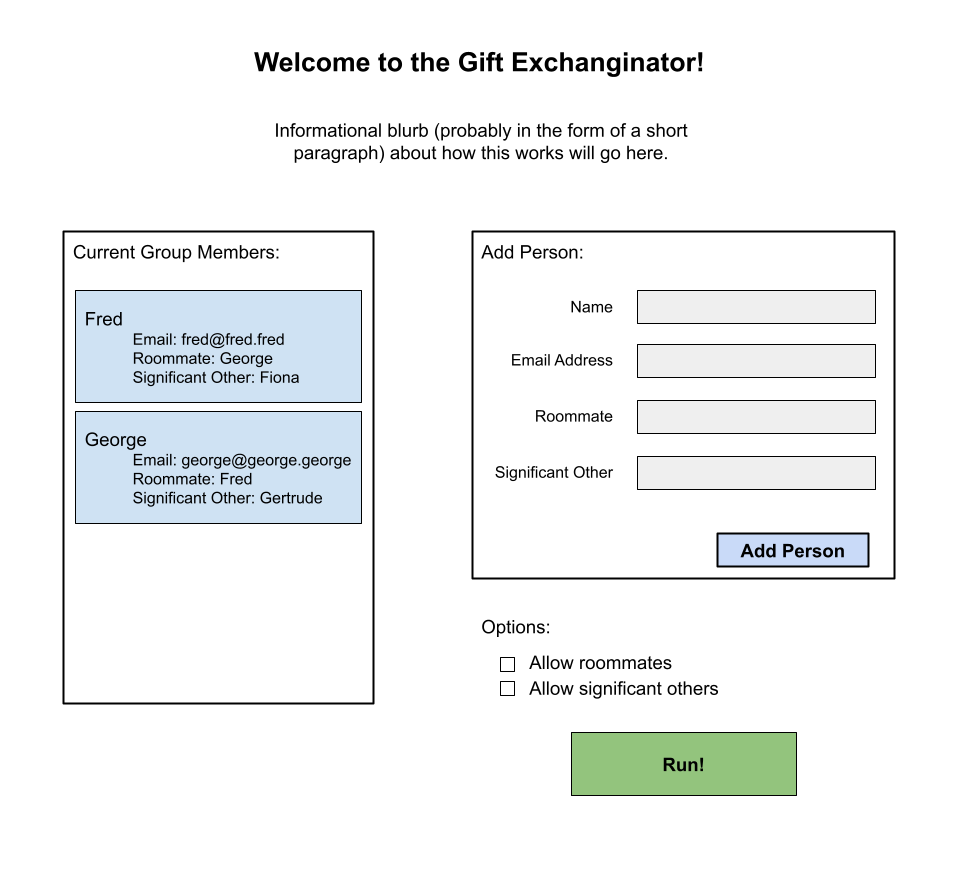 Welcome to the Gift Exchanginator!
Informational blurb (probably in the form of a short
paragraph) about how this works will go here.
Current Group Members:
Fred
Email: fred@fred.fred
Roommate: George
Significant Other: Fiona
George
Email: george@george.george
Roommate: Fred
Significant Other: Gertrude
Add Person:
Name
Email Address
Roommate
Significant Other
Add Person
Options:
Allow roommates
Allow significant others
Run!